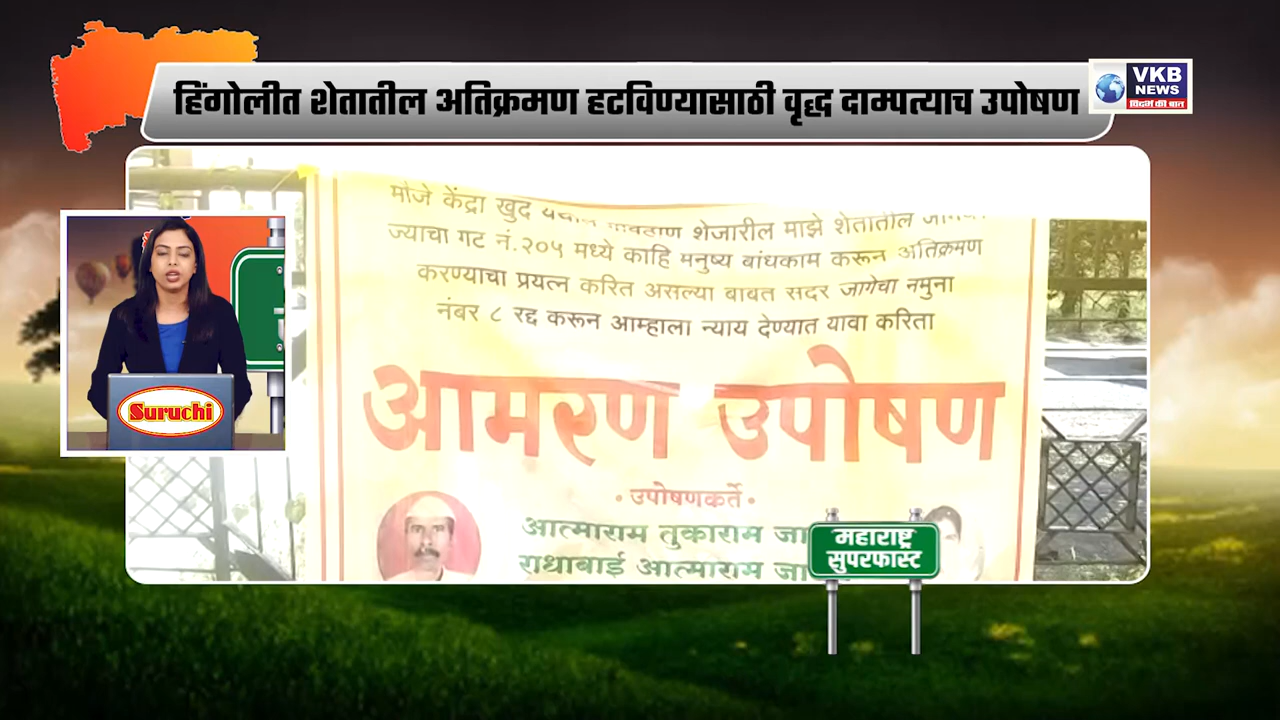 हिंगोलीत शेतातील अतिक्रमण हटविण्यासाठी वृद्ध दाम्पत्याच उपोषण
VKB
NEWS
विदर्भ की बात
मौजे केंद्रा खुद शेजारील माझे शेतातील
ज्याचा गट नं.२०५ मध्ये काहि मनुष्य बांधकाम करून अतिक्रमण
करण्याचा प्रयत्न करित असल्या बाबत सदर जागेचा नमुना
नंबर ८ रद्द करून आम्हाला न्याय देण्यात यावा करिता
आमरण उपोषण
• उपोषणकर्ते •
आत्माराम तुकाराम
राधाबाई आत्माराम
Suruchi
महाराष्ट्र
सुपरफास्ट